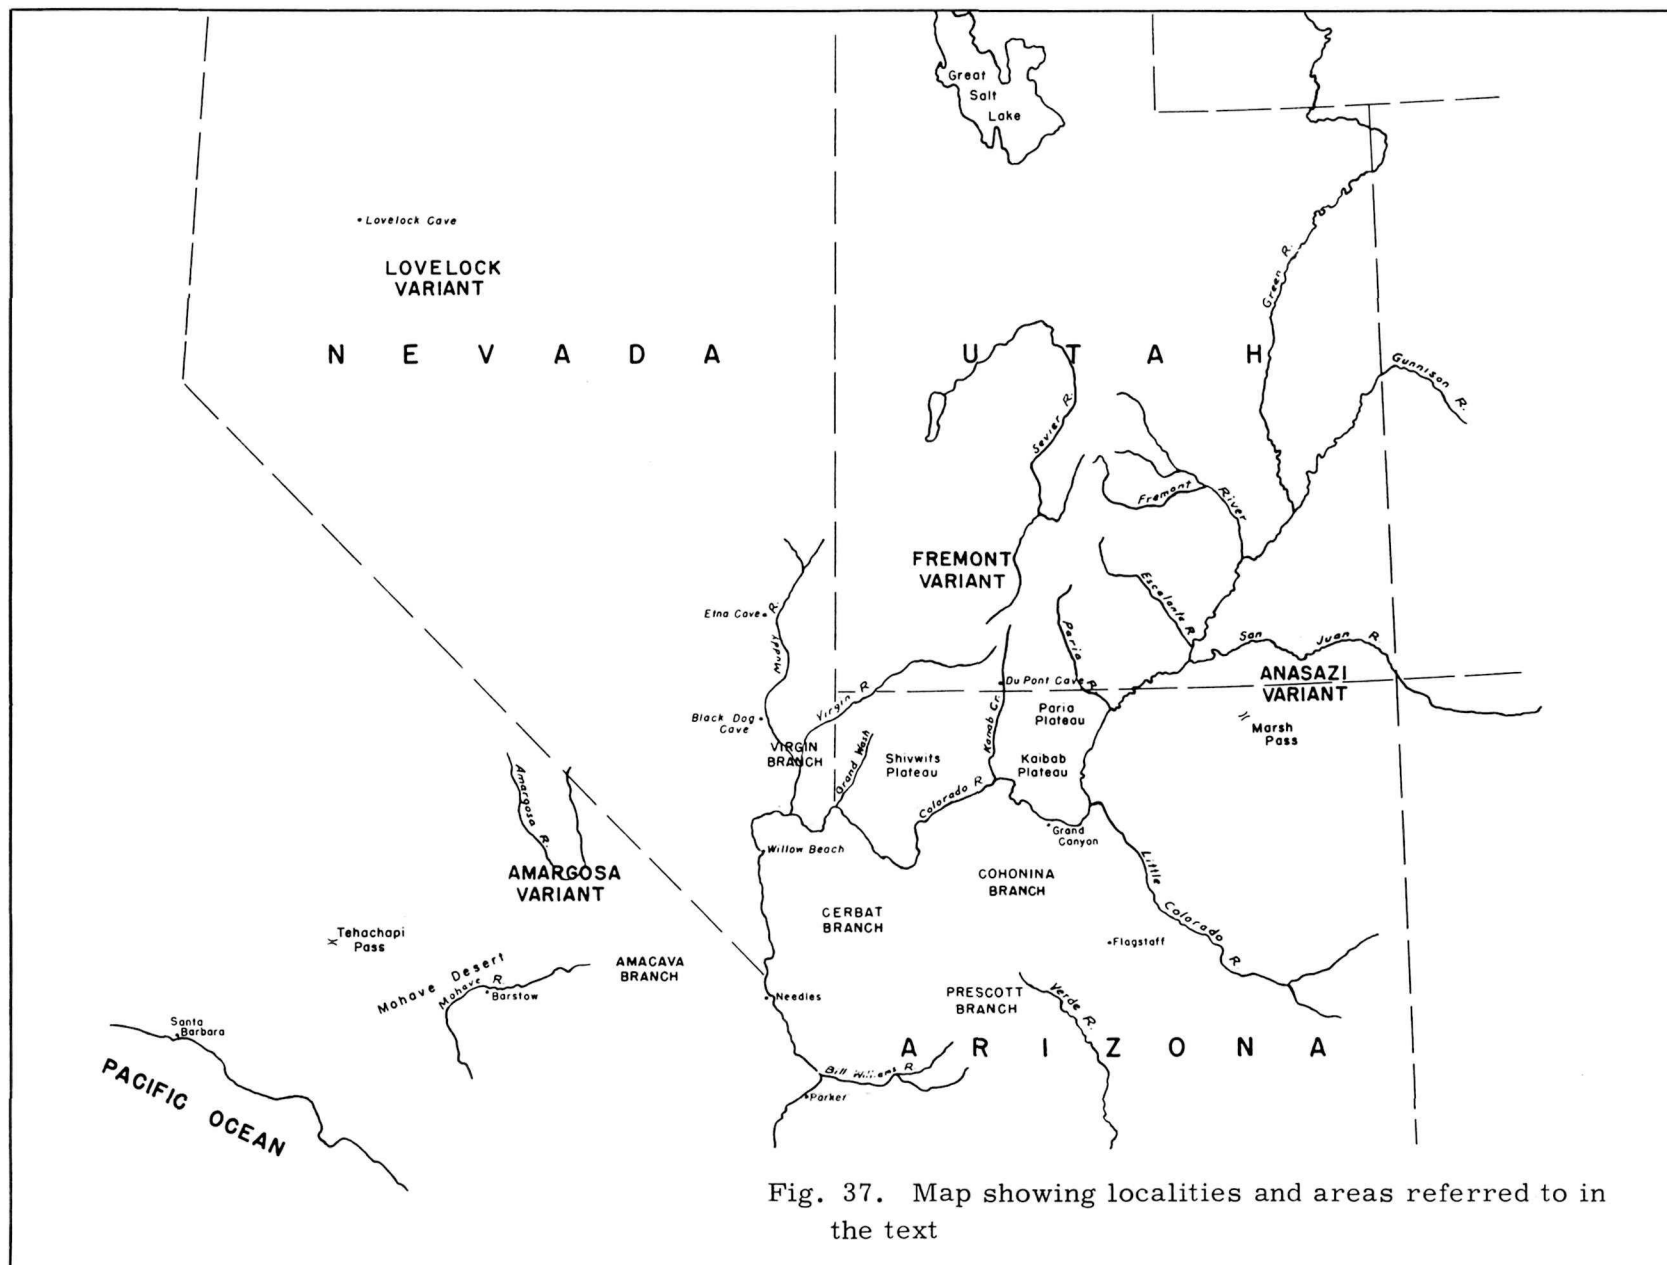 Great
Salt
Lake
Lovelock Cave
LOVELOCK
VARIANT
NEVADA
UTAH
Green R.
Gunnison R.
Sevier R.
Fremont River
FREMONT
VARIANT
Escalante R.
Etna Cave
Muddy R.
Paria R.
San Juan R.
ANASAZI
VARIANT
Du Pont Cave
Virgin R.
Black Dog
Cave
VIRGIN
BRANCH
Grand Wash
Shivwits
Plateau
Kanab Cr.
Paria
Plateau
Kaibab
Plateau
Marsh
Pass
Colorado R.
Grand
Canyon
Amargosa R.
AMARGOSA
VARIANT
Willow Beach
COHONINA
BRANCH
Little Colorado R.
CERBAT
BRANCH
Flagstaff
Tehachapi
Pass
Mohave Desert
Mohave R.
Barstow
AMACAVA
BRANCH
Needles
PRESCOTT
BRANCH
Verde R.
Santa
Barbara
ARIZONA
Bill Williams R.
Parker
PACIFIC OCEAN
Fig. 37. Map showing localities and areas referred to in
the text